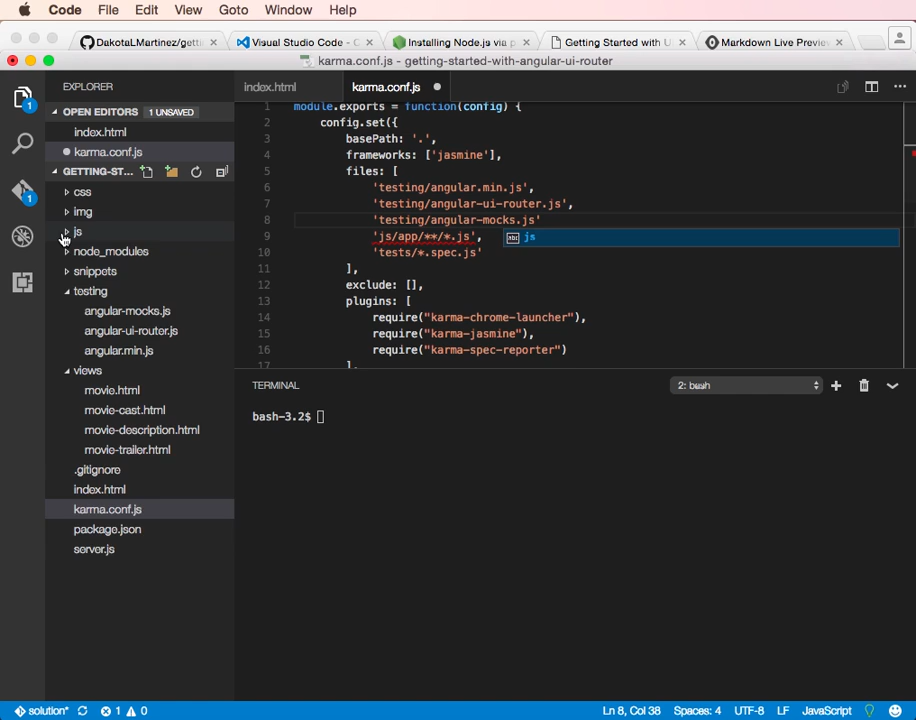 Code File Edit View Goto Window Help
DakotaLMartinez/getti × Visual Studio Code - C × Installing Node.js via p × Getting Started with U × Markdown Live Preview ×
karma.conf.js - getting-started-with-angular-ui-router
EXPLORER
OPEN EDITORS 1 UNSAVED
index.html
karma.conf.js
GETTING-ST...
css
img
js
node_modules
snippets
testing
angular-mocks.js
angular-ui-router.js
angular.min.js
views
movie.html
movie-cast.html
movie-description.html
movie-trailer.html
.gitignore
index.html
karma.conf.js
package.json
server.js
1
1
index.html karma.conf.js
1 module.exports = function(config) {
2 config.set({
3 basePath: '.',
4 frameworks: ['jasmine'],
5 files: [
6 'testing/angular.min.js',
7 'testing/angular-ui-router.js',
8 'testing/angular-mocks.js'
9 'js/app/**/*.js', abc js
10 'tests/*.spec.js'
11 ],
12 exclude: [],
13 plugins: [
14 require("karma-chrome-launcher"),
15 require("karma-jasmine"),
16 require("karma-spec-reporter")
17 ],
TERMINAL 2: bash
bash-3.2$
solution* 1 0 Ln 8, Col 38 Spaces: 4 UTF-8 LF JavaScript